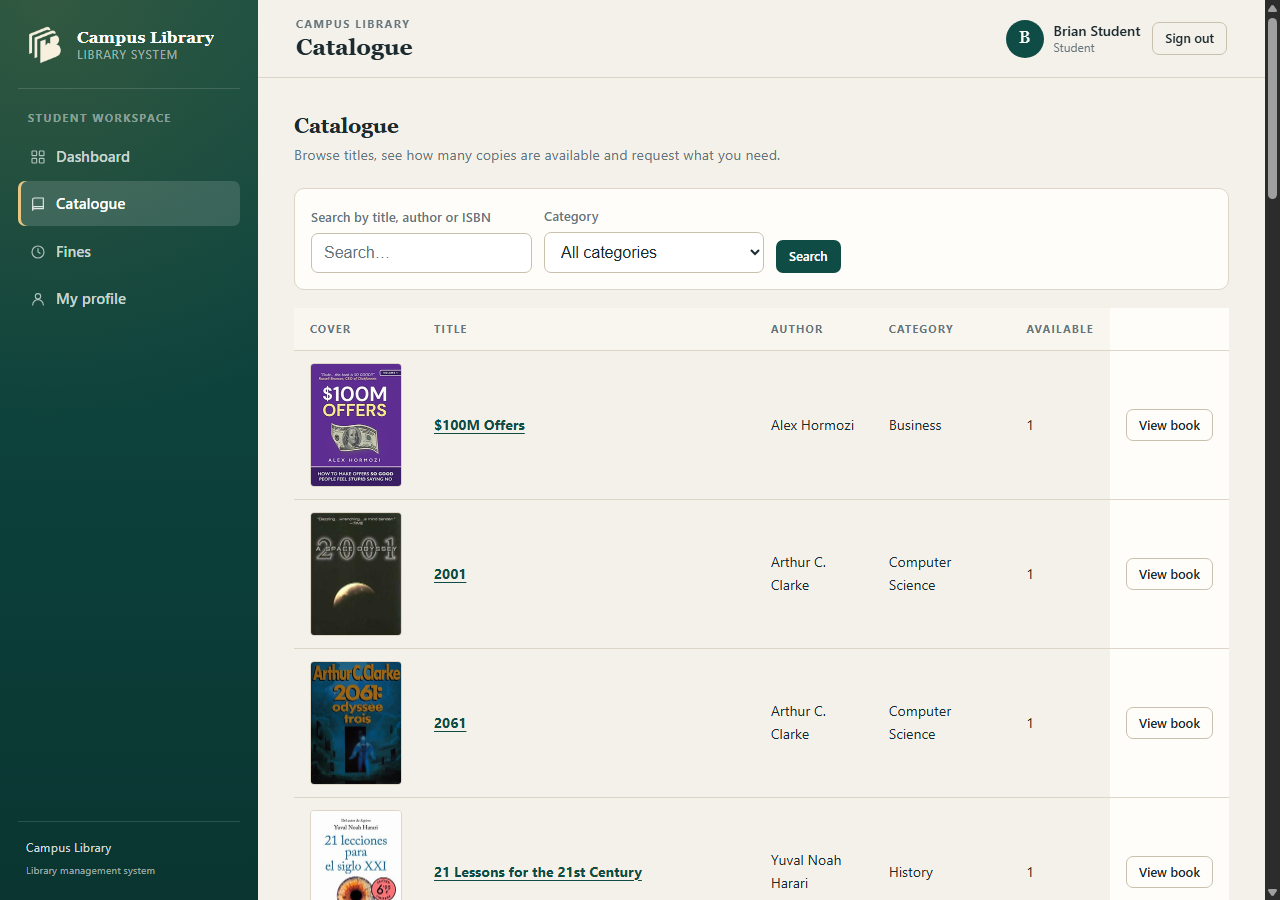 Campus Library
LIBRARY SYSTEM
STUDENT WORKSPACE
Dashboard
Catalogue
Fines
My profile
Campus Library
Library management system
CAMPUS LIBRARY
Catalogue
B
Brian Student
Student
Sign out
Catalogue
Browse titles, see how many copies are available and request what you need.
Search by title, author or ISBN
Category
Search…
All categories
Search
COVER
TITLE
AUTHOR
CATEGORY
AVAILABLE
$100M
OFFERS
ALEX HORMOZI
HOW TO MAKE OFFERS SO GOOD
PEOPLE FEEL STUPID SAYING NO
$100M Offers
Alex Hormozi
Business
1
View book
2001
A SPACE ODYSSEY
2001
Arthur C.
Clarke
Computer
Science
1
View book
Arthur C. Clarke
2061:
odyssee
trois
2061
Arthur C.
Clarke
Computer
Science
1
View book
Yuval Noah Harari
21 lecciones
para
el siglo XXI
21 Lessons for the 21st Century
Yuval Noah
Harari
History
1
View book